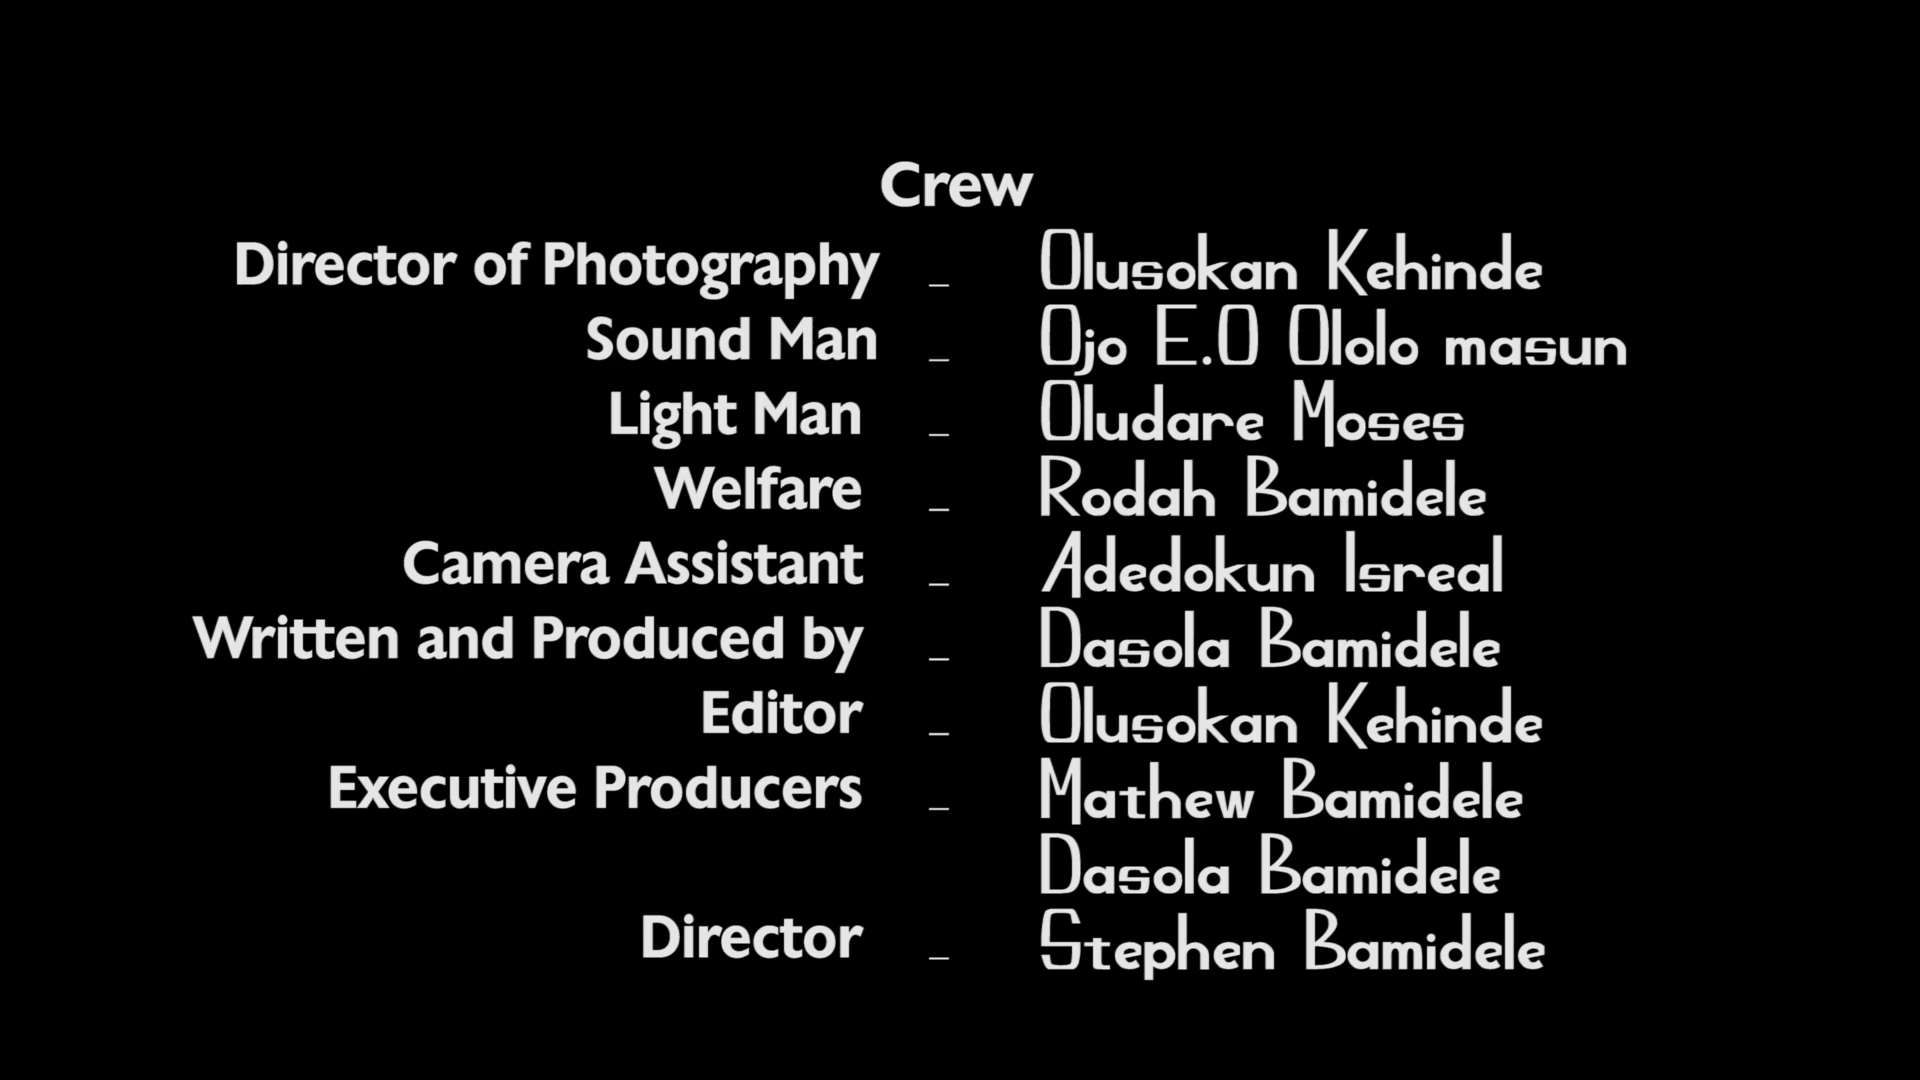 Crew
Director of Photography _ Olusokan Kehinde
Sound Man _ Ojo E.O Ololo masun
Light Man _ Oludare Moses
Welfare _ Rodah Bamidele
Camera Assistant _ Adedokun Isreal
Written and Produced by _ Dasola Bamidele
Editor _ Olusokan Kehinde
Executive Producers _ Mathew Bamidele
Dasola Bamidele
Director _ Stephen Bamidele